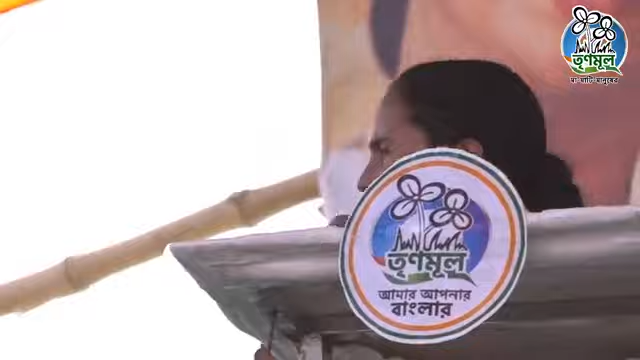 তৃণমূল
মা-মাটি-মানুষের
তৃণমূল
আমার আপনার
বাংলার